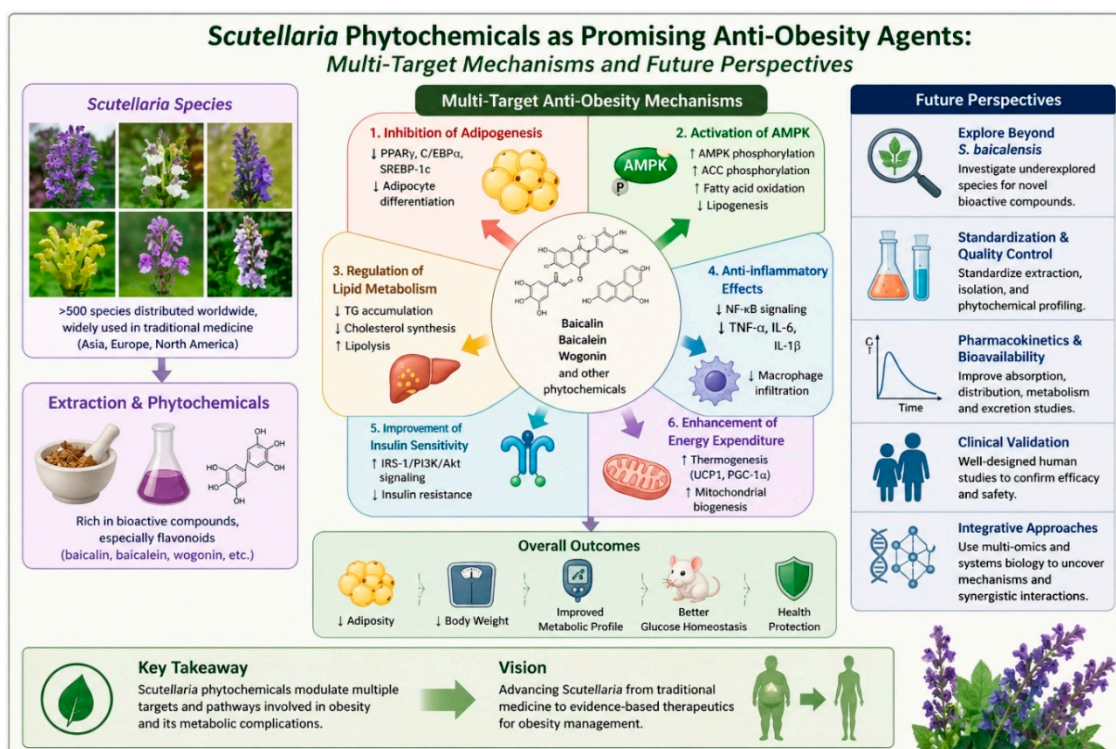 Scutellaria Phytochemicals as Promising Anti-Obesity Agents:
Multi-Target Mechanisms and Future Perspectives
Scutellaria Species
>500 species distributed worldwide,
widely used in traditional medicine
(Asia, Europe, North America)
Extraction & Phytochemicals
OH
OH
HO
OH
OH
Rich in bioactive compounds,
especially flavonoids
(baicalin, baicalein, wogonin, etc.)
Multi-Target Anti-Obesity Mechanisms
1. Inhibition of Adipogenesis
↓ PPARγ, C/EBPα,
SREBP-1c
↓ Adipocyte
differentiation
2. Activation of AMPK
AMPK
P
↑ AMPK phosphorylation
↑ ACC phosphorylation
↑ Fatty acid oxidation
↓ Lipogenesis
3. Regulation of
Lipid Metabolism
↓ TG accumulation
↓ Cholesterol synthesis
↑ Lipolysis
4. Anti-inflammatory
Effects
↓ NF-κB signaling
↓ TNF-α, IL-6,
IL-1β
↓ Macrophage
infiltration
Baicalin
Baicalein
Wogonin
and other
phytochemicals
5. Improvement of
Insulin Sensitivity
↑ IRS-1/PI3K/Akt
signaling
↓ Insulin resistance
6. Enhancement of
Energy Expenditure
↑ Thermogenesis
(UCP1, PGC-1α)
↑ Mitochondrial
biogenesis
Overall Outcomes
↓ Adiposity
↓ Body Weight
Improved
Metabolic Profile
Better
Glucose Homeostasis
Health
Protection
Future Perspectives
Explore Beyond
S. baicalensis
Investigate underexplored
species for novel
bioactive compounds.
Standardization &
Quality Control
Standardize extraction,
isolation, and
phytochemical profiling.
Pharmacokinetics &
Bioavailability
Improve absorption,
distribution, metabolism
and excretion studies.
Time
Clinical Validation
Well-designed human
studies to confirm efficacy
and safety.
Integrative Approaches
Use multi-omics and
systems biology to uncover
mechanisms and
synergistic interactions.
Key Takeaway
Scutellaria phytochemicals modulate multiple
targets and pathways involved in obesity
and its metabolic complications.
Vision
Advancing Scutellaria from traditional
medicine to evidence-based therapeutics
for obesity management.